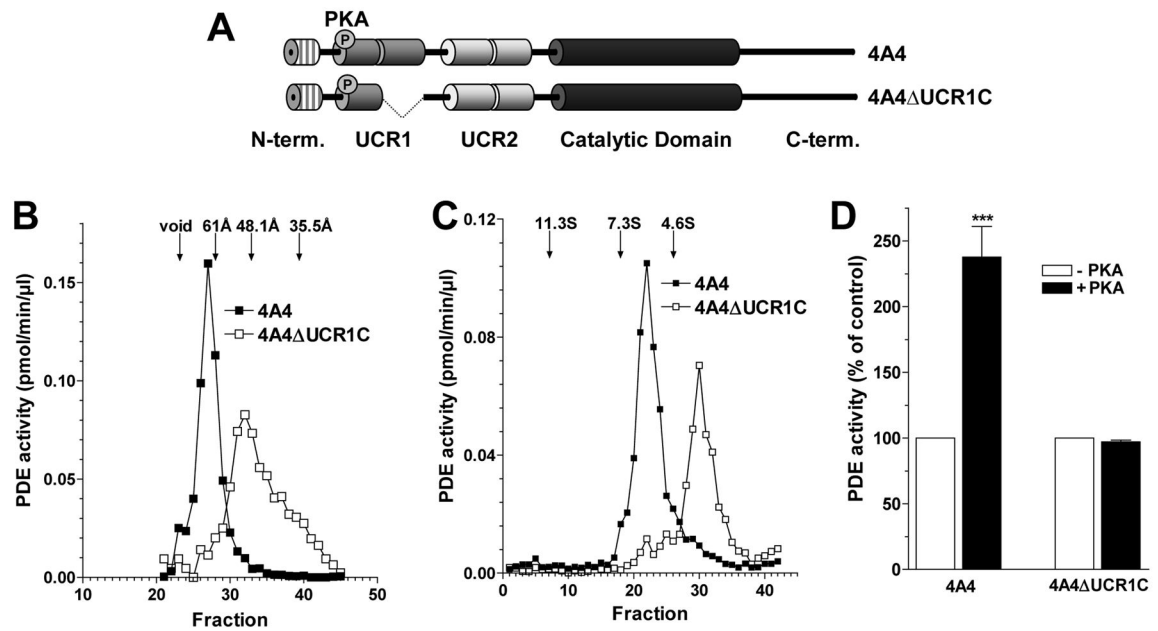 A
PKA
P
4A4
P
4A4ΔUCR1C
N-term. UCR1 UCR2 Catalytic Domain C-term.
B
void 61Å 48.1Å 35.5Å
4A4
4A4ΔUCR1C
PDE activity (pmol/min/µl)
0.15
0.10
0.05
0.00
10 20 30 40 50
Fraction
C
11.3S 7.3S 4.6S
4A4
4A4ΔUCR1C
PDE activity (pmol/min/µl)
0.12
0.08
0.04
0.00
0 10 20 30 40
Fraction
D
***
- PKA
+ PKA
PDE activity (% of control)
250
200
150
100
50
0
4A4 4A4ΔUCR1C